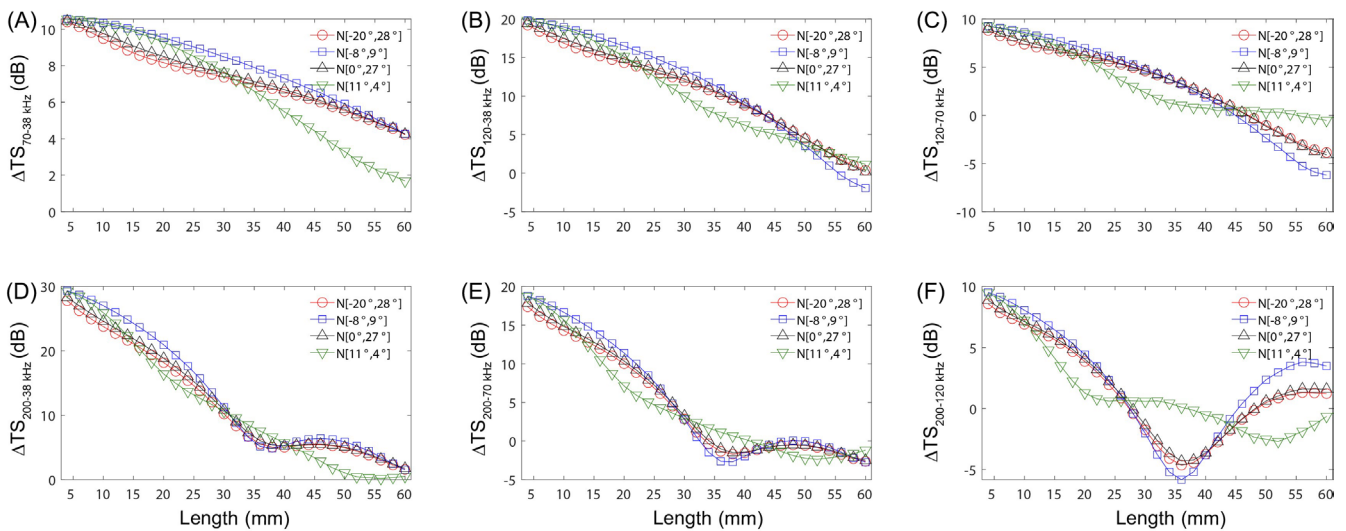 (A)
ΔTS70-38 kHz (dB)
10
8
6
4
2
0
N[-20°,28°]
N[-8°,9°]
N[0°,27°]
N[11°,4°]
5 10 15 20 25 30 35 40 45 50 55 60
(B)
ΔTS120-38 kHz (dB)
20
15
10
5
0
-5
N[-20°,28°]
N[-8°,9°]
N[0°,27°]
N[11°,4°]
5 10 15 20 25 30 35 40 45 50 55 60
(C)
ΔTS120-70 kHz (dB)
10
5
0
-5
-10
N[-20°,28°]
N[-8°,9°]
N[0°,27°]
N[11°,4°]
5 10 15 20 25 30 35 40 45 50 55 60
(D)
ΔTS200-38 kHz (dB)
30
20
10
0
N[-20°,28°]
N[-8°,9°]
N[0°,27°]
N[11°,4°]
5 10 15 20 25 30 35 40 45 50 55 60
Length (mm)
(E)
ΔTS200-70 kHz (dB)
20
15
10
5
0
-5
N[-20°,28°]
N[-8°,9°]
N[0°,27°]
N[11°,4°]
5 10 15 20 25 30 35 40 45 50 55 60
Length (mm)
(F)
ΔTS200-120 kHz (dB)
10
5
0
-5
N[-20°,28°]
N[-8°,9°]
N[0°,27°]
N[11°,4°]
5 10 15 20 25 30 35 40 45 50 55 60
Length (mm)